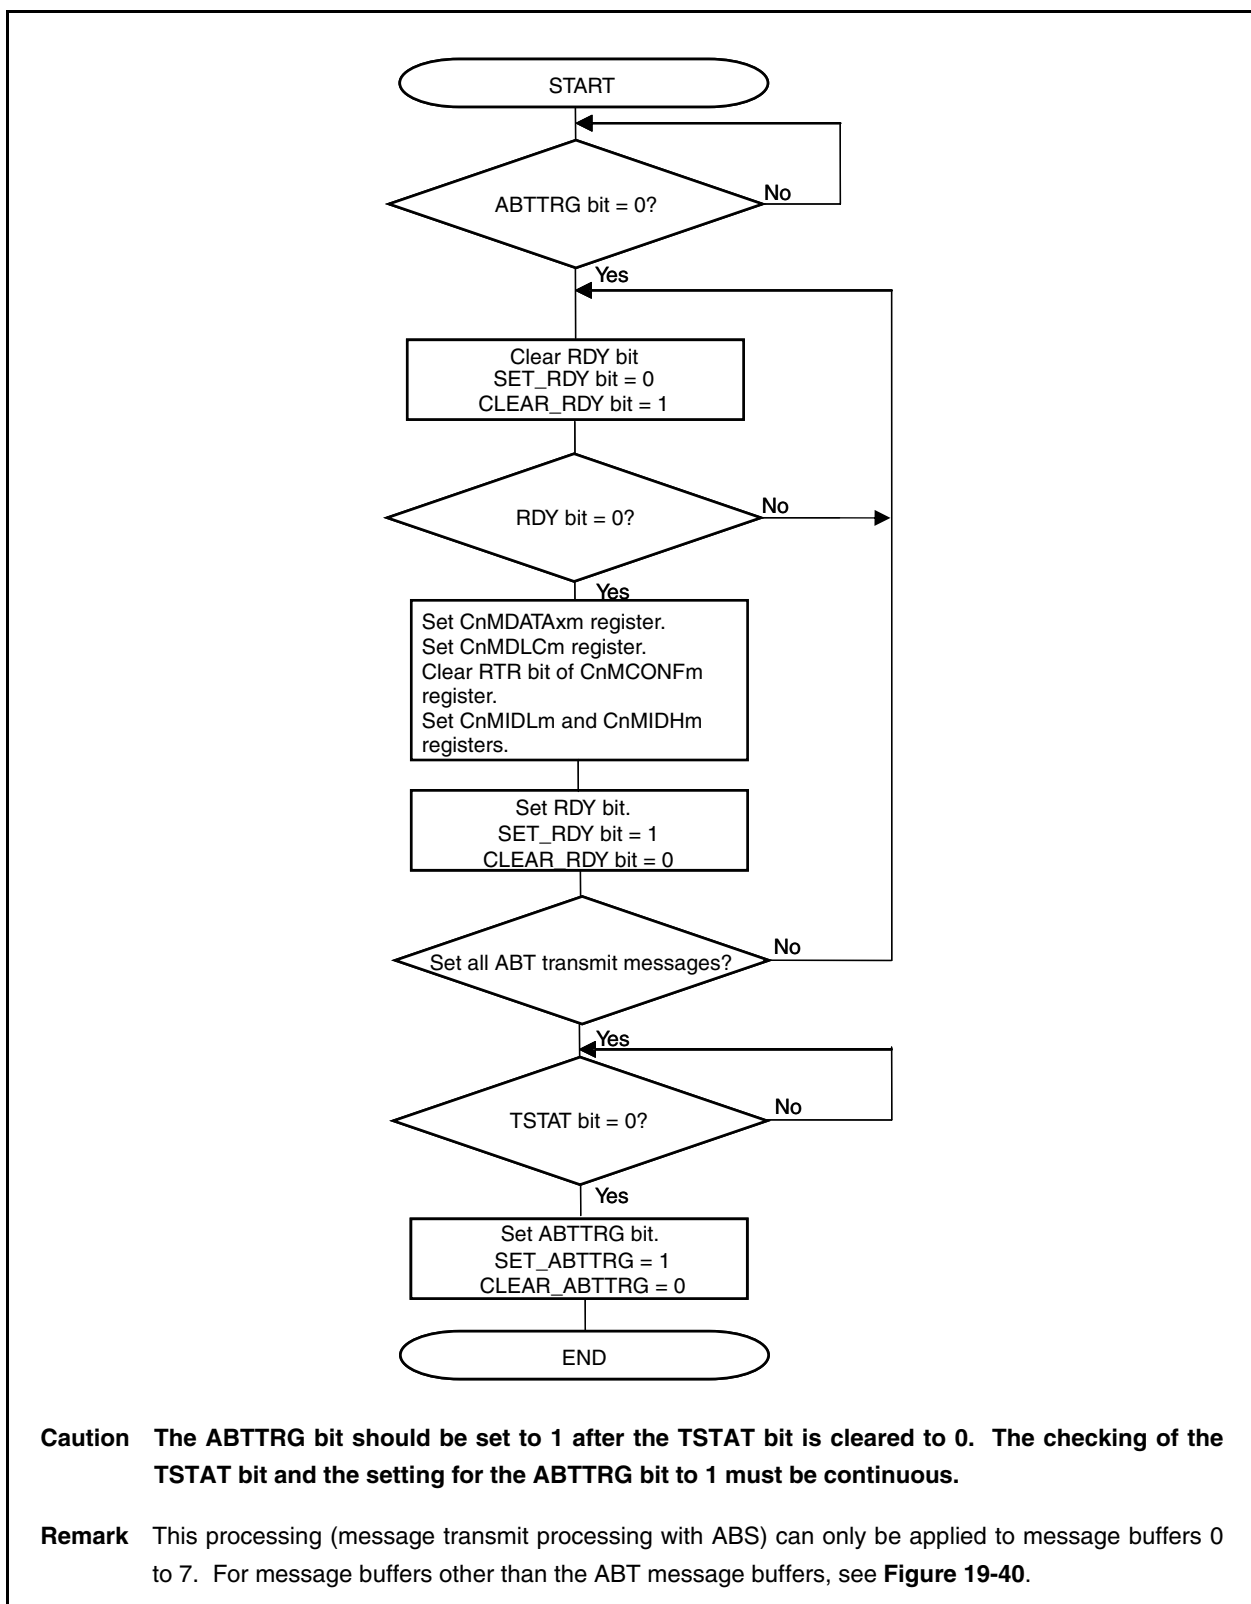 START
ABTTRG bit = 0?
No
Yes
Clear RDY bit
SET_RDY bit = 0
CLEAR_RDY bit = 1
RDY bit = 0?
No
Yes
Set CnMDATAxm register.
Set CnMDLCm register.
Clear RTR bit of CnMCONFm
register.
Set CnMIDLm and CnMIDHm
registers.
Set RDY bit.
SET_RDY bit = 1
CLEAR_RDY bit = 0
Set all ABT transmit messages?
No
Yes
TSTAT bit = 0?
No
Yes
Set ABTTRG bit.
SET_ABTTRG = 1
CLEAR_ABTTRG = 0
END
Caution The ABTTRG bit should be set to 1 after the TSTAT bit is cleared to 0. The checking of the
TSTAT bit and the setting for the ABTTRG bit to 1 must be continuous.
Remark This processing (message transmit processing with ABS) can only be applied to message buffers 0
to 7. For message buffers other than the ABT message buffers, see Figure 19-40.